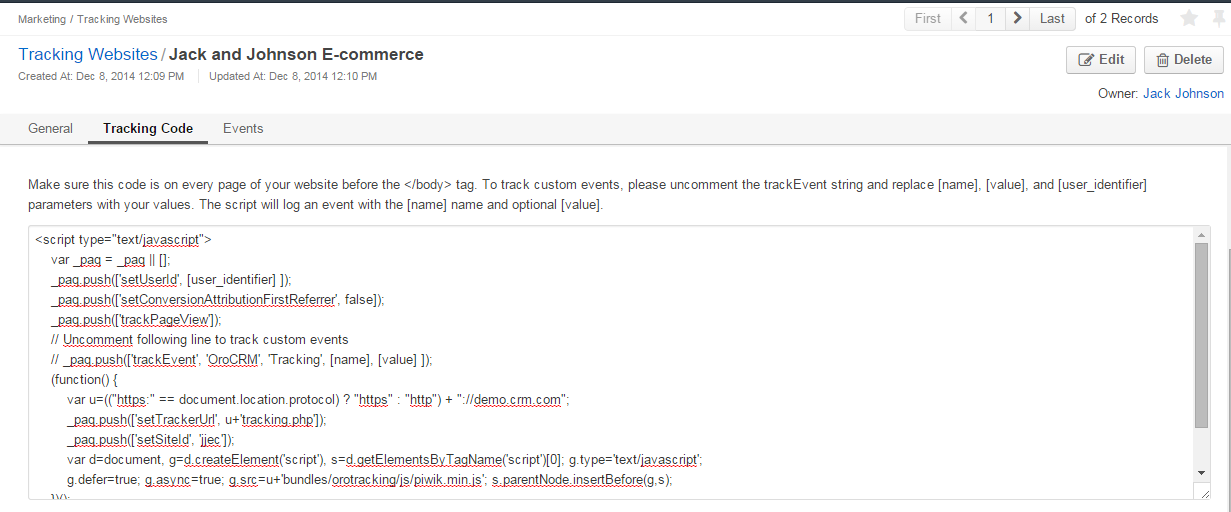 Marketing / Tracking Websites
First 1 Last of 2 Records
Tracking Websites / Jack and Johnson E-commerce
Edit
Delete
Created At: Dec 8, 2014 12:09 PM Updated At: Dec 8, 2014 12:10 PM
Owner: Jack Johnson
General Tracking Code Events
Make sure this code is on every page of your website before the </body> tag. To track custom events, please uncomment the trackEvent string and replace [name], [value], and [user_identifier]
parameters with your values. The script will log an event with the [name] name and optional [value].
<script type="text/javascript">
var _paq = _paq || [];
_paq.push(['setUserId', [user_identifier] ]);
_paq.push(['setConversionAttributionFirstReferrer', false]);
_paq.push(['trackPageView']);
// Uncomment following line to track custom events
// _paq.push(['trackEvent', 'OroCRM', 'Tracking', [name], [value] ]);
(function() {
var u=(("https:" == document.location.protocol) ? "https" : "http") + "://demo.crm.com";
_paq.push(['setTrackerUrl', u+'tracking.php']);
_paq.push(['setSiteId', 'jjec']);
var d=document, g=d.createElement('script'), s=d.getElementsByTagName('script')[0]; g.type='text/javascript';
g.defer=true; g.async=true; g.src=u+'bundles/orotracking/js/piwik.min.js'; s.parentNode.insertBefore(g,s);
})();